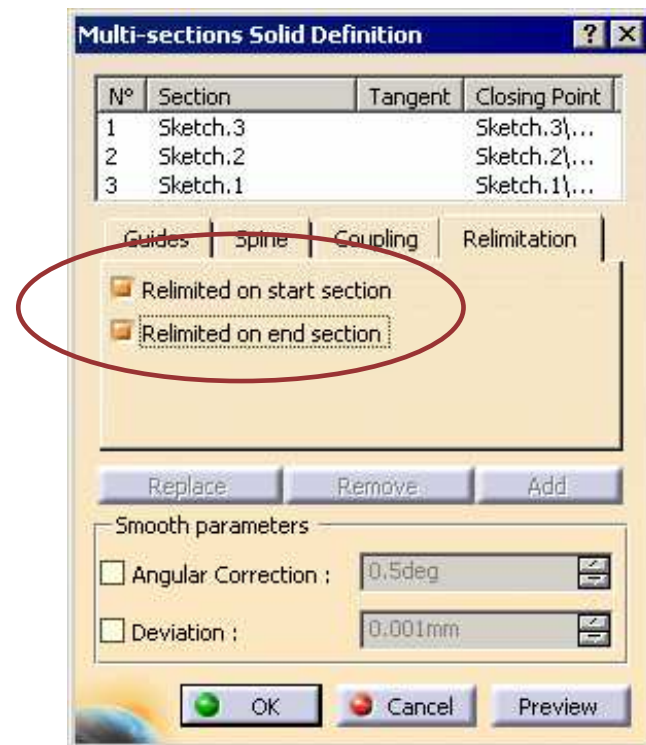 Multi-sections Solid Definition ? X
N° Section Tangent Closing Point
1 Sketch.3 Sketch.3\...
2 Sketch.2 Sketch.2\...
3 Sketch.1 Sketch.1\...
Guides Spine Coupling Relimitation
Relimited on start section
Relimited on end section
Replace Remove Add
Smooth parameters
Angular Correction : 0.5deg
Deviation : 0.001mm
OK Cancel Preview